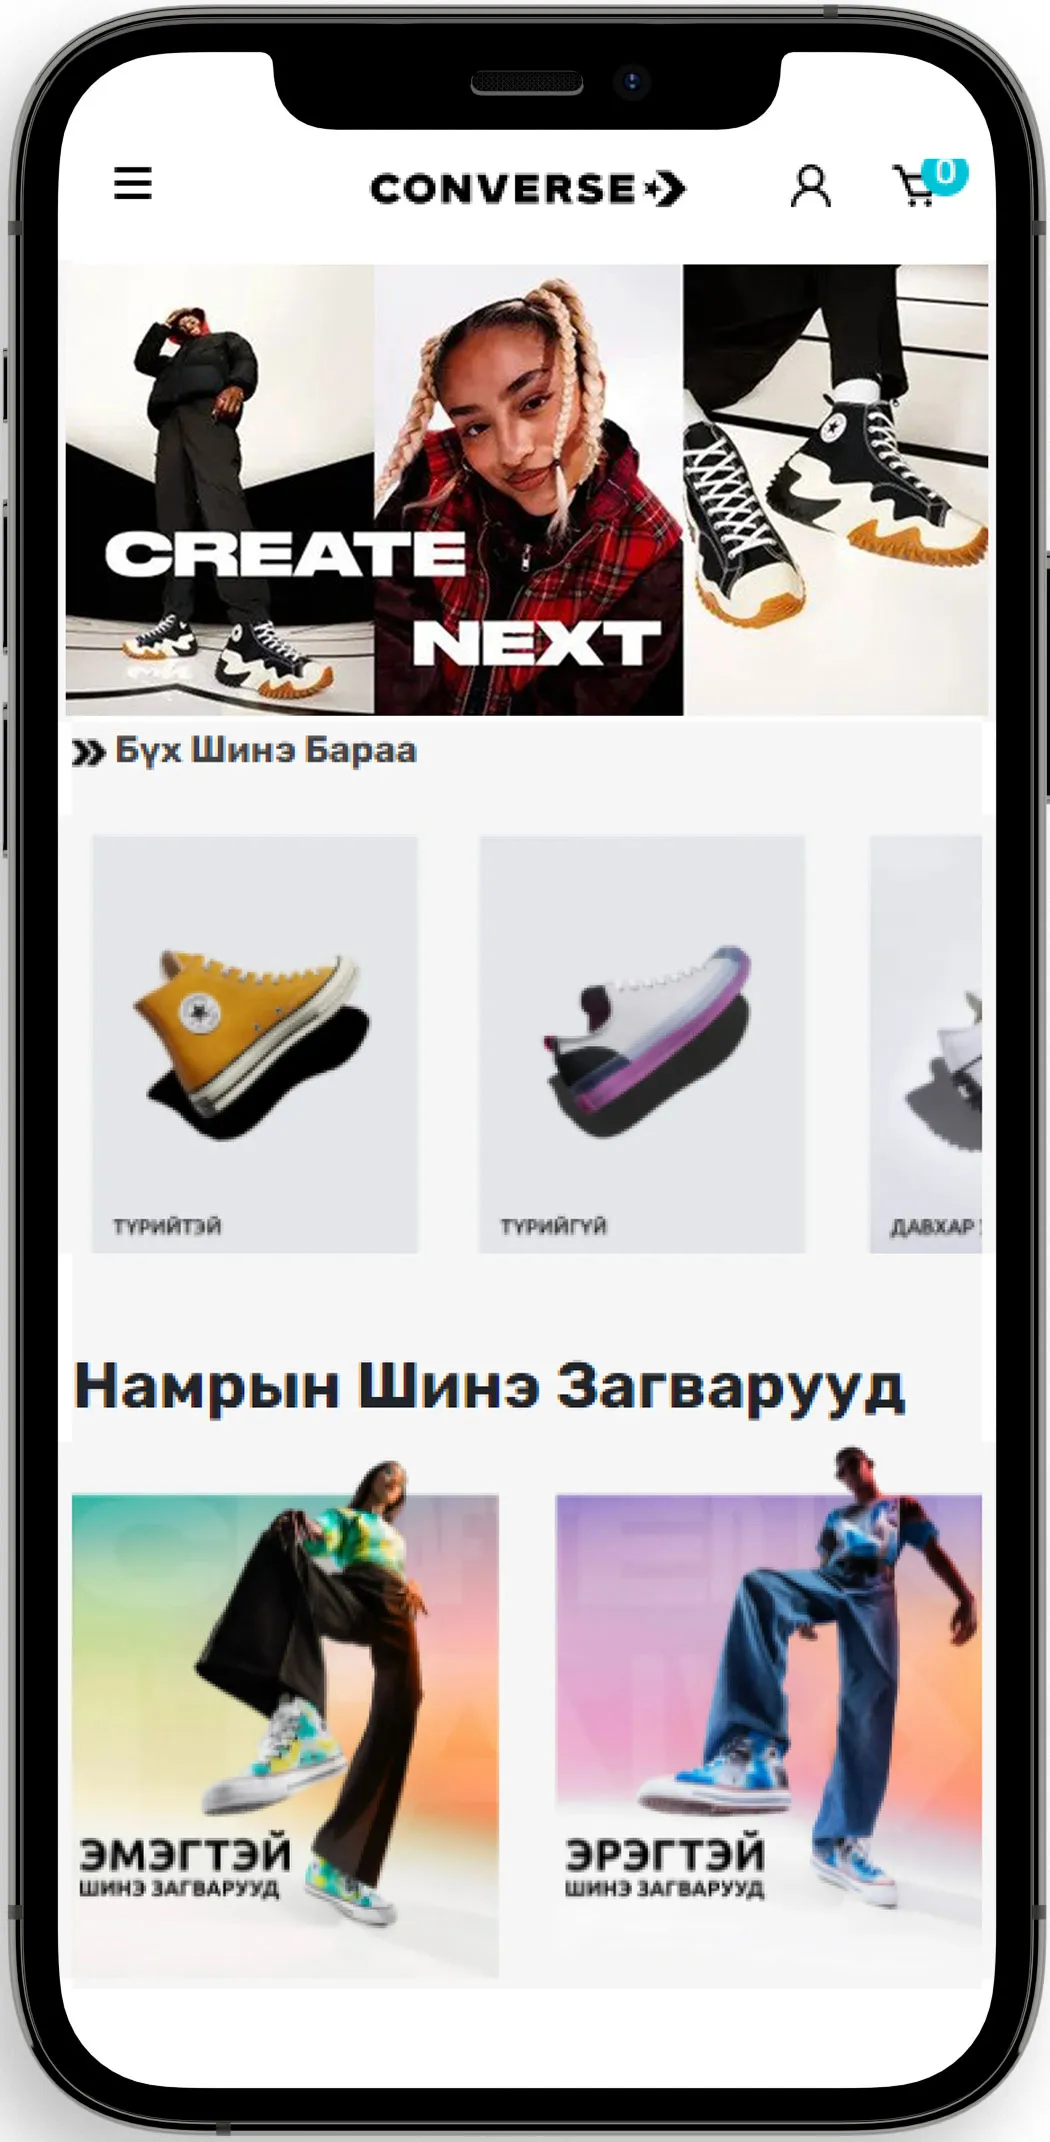 CONVERSE
0
CREATE
NEXT
Бүх Шинэ Бараа
ТҮРИЙТЭЙ
ТҮРИЙГҮЙ
ДАВХАР
Намрын Шинэ Загварууд
ЭМЭГТЭЙ
ШИНЭ ЗАГВАРУУД
ЭРЭГТЭЙ
ШИНЭ ЗАГВАРУУД